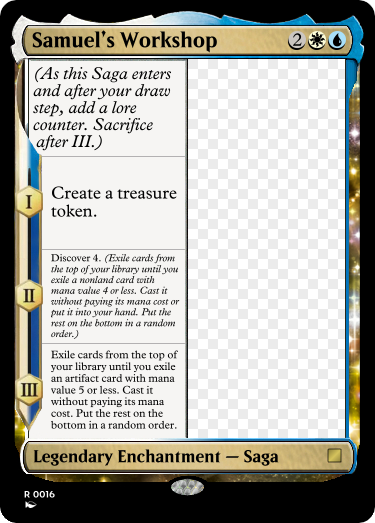 Samuel's Workshop 2
(As this Saga enters
and after your draw
step, add a lore
counter. Sacrifice
after III.)
I
Create a treasure
token.
II
Discover 4. (Exile cards from
the top of your library until you
exile a nonland card with
mana value 4 or less. Cast it
without paying its mana cost or
put it into your hand. Put the
rest on the bottom in a random
order.)
III
Exile cards from the top of
your library until you exile
an artifact card with mana
value 5 or less. Cast it
without paying its mana
cost. Put the rest on the
bottom in a random order.
Legendary Enchantment — Saga
R 0016